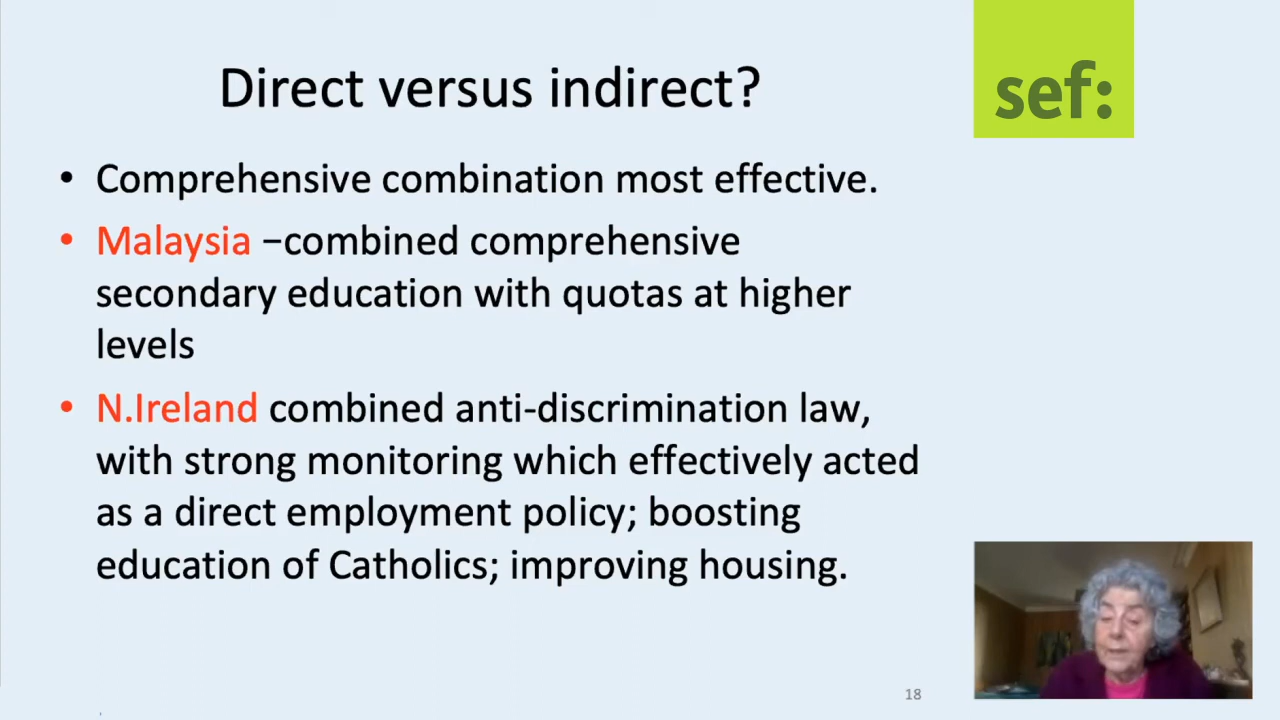 Direct versus indirect?
sef:
• Comprehensive combination most effective.
• Malaysia –combined comprehensive
secondary education with quotas at higher
levels
• N.Ireland combined anti-discrimination law,
with strong monitoring which effectively acted
as a direct employment policy; boosting
education of Catholics; improving housing.
18